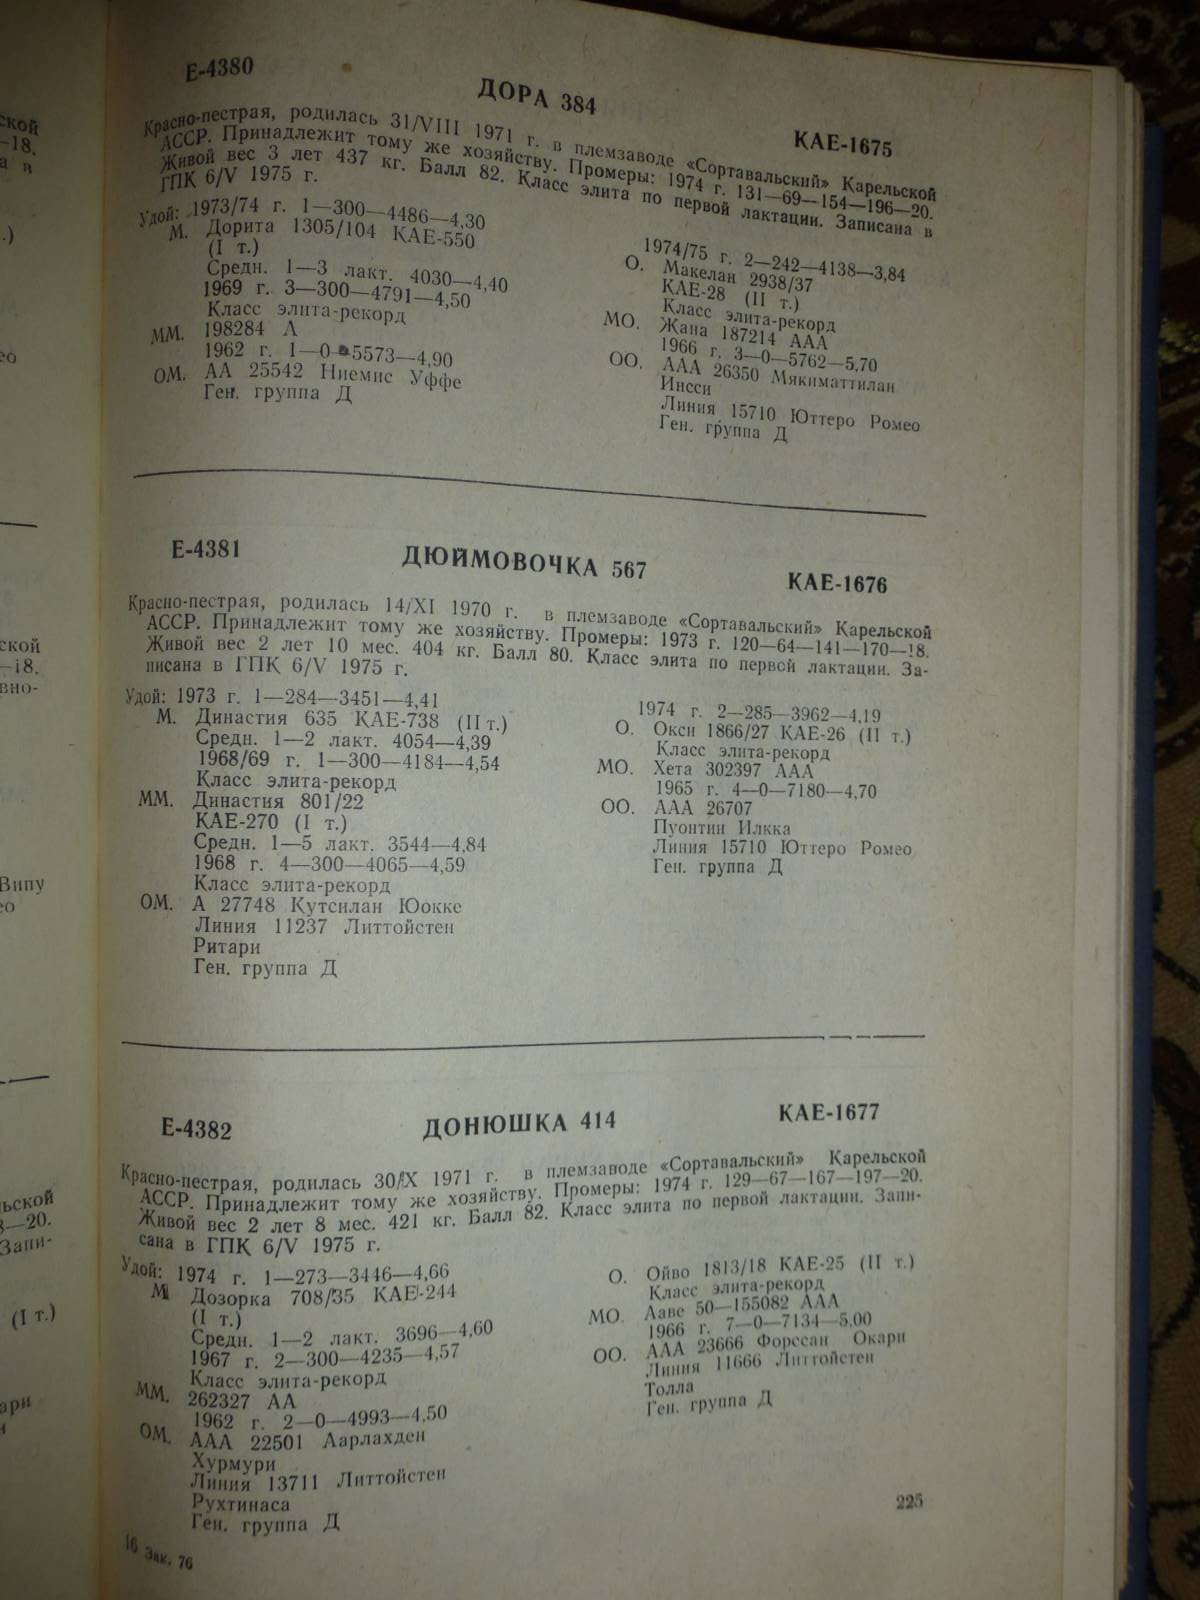 Е-4380
ДОРА 384
КАЕ-1675
Красно-пестрая, родилась 31/VIII 1971 г. в племзаводе «Сортавальский» Карельской
АССР. Принадлежит тому же хозяйству. Промеры: 1974 г. 131—69—154—196—20.
Живой вес 3 лет 437 кг. Балл 82. Класс элита по первой лактации. Записана в
ГПК 6/V 1975 г.
Удой: 1973/74 г. 1—300—4486—4,30
М. Дорита 1305/104 КАЕ-550
(I т.)
Средн. 1—3 лакт. 4030—4,40
1969 г. 3—300—4791—4,50
Класс элита-рекорд
ММ. 198284 А
1962 г. 1—0—5573—4,90
ОМ. АА 25542 Ниемис Уффе
Ген. группа Д
1974/75 г. 2—242—4138—3,84
О. Макелан 2938/37
КАЕ-28 (II т.)
Класс элита-рекорд
МО. Жана 187214 ААА
1966 г. 3—0—5762—5,70
ОО. ААА 26350 Мякиматтилан
Инсси
Линия 15710 Юттеро Ромео
Ген. группа Д
Е-4381
ДЮЙМОВОЧКА 567
КАЕ-1676
Красно-пестрая, родилась 14/XI 1970 г. в племзаводе «Сортавальский» Карельской
АССР. Принадлежит тому же хозяйству. Промеры: 1973 г. 120—64—141—170—18.
Живой вес 2 лет 10 мес. 404 кг. Балл 80. Класс элита по первой лактации. За-
писана в ГПК 6/V 1975 г.
Удой: 1973 г. 1—284—3451—4,41
М. Династия 635 КАЕ-738 (II т.)
Средн. 1—2 лакт. 4054—4,39
1968/69 г. 1—300—4184—4,54
Класс элита-рекорд
ММ. Династия 801/22
КАЕ-270 (I т.)
Средн. 1—5 лакт. 3544—4,84
1968 г. 4—300—4065—4,59
Класс элита-рекорд
ОМ. А 27748 Кутсилан Юокке
Линия 11237 Литтойстен
Ритари
Ген. группа Д
1974 г. 2—285—3962—4,19
О. Окси 1866/27 КАЕ-26 (II т.)
Класс элита-рекорд
МО. Хета 302397 ААА
1965 г. 4—0—7180—4,70
ОО. ААА 26707
Пуонтин Илкка
Линия 15710 Юттеро Ромео
Ген. группа Д
Е-4382
ДОНЮШКА 414
КАЕ-1677
Красно-пестрая, родилась 30/X 1971 г. в племзаводе «Сортавальский» Карельской
АССР. Принадлежит тому же хозяйству. Промеры: 1974 г. 129—67—167—197—20.
Живой вес 2 лет 8 мес. 421 кг. Балл 82. Класс элита по первой лактации. Запи-
сана в ГПК 6/V 1975 г.
Удой: 1974 г. 1—273—3446—4,66
М. Дозорка 708/35 КАЕ-244
(I т.)
Средн. 1—2 лакт. 3696—4,60
1967 г. 2—300—4235—4,57
Класс элита-рекорд
ММ. 262327 АА
1962 г. 2—0—4993—4,50
ОМ. ААА 22501 Аарлахден
Хурмури
Линия 13711 Литтойстен
Рухтинаса
Ген. группа Д
О. Ойво 1813/18 КАЕ-25 (II т.)
Класс элита-рекорд
МО. Ааве 50—155082 ААА
1966 г. 7—0—7134—5,00
ОО. ААА 23666 Форссан Окари
Линия 11666 Литтойстен
Толла
Ген. группа Д
225
16 Зак. 76